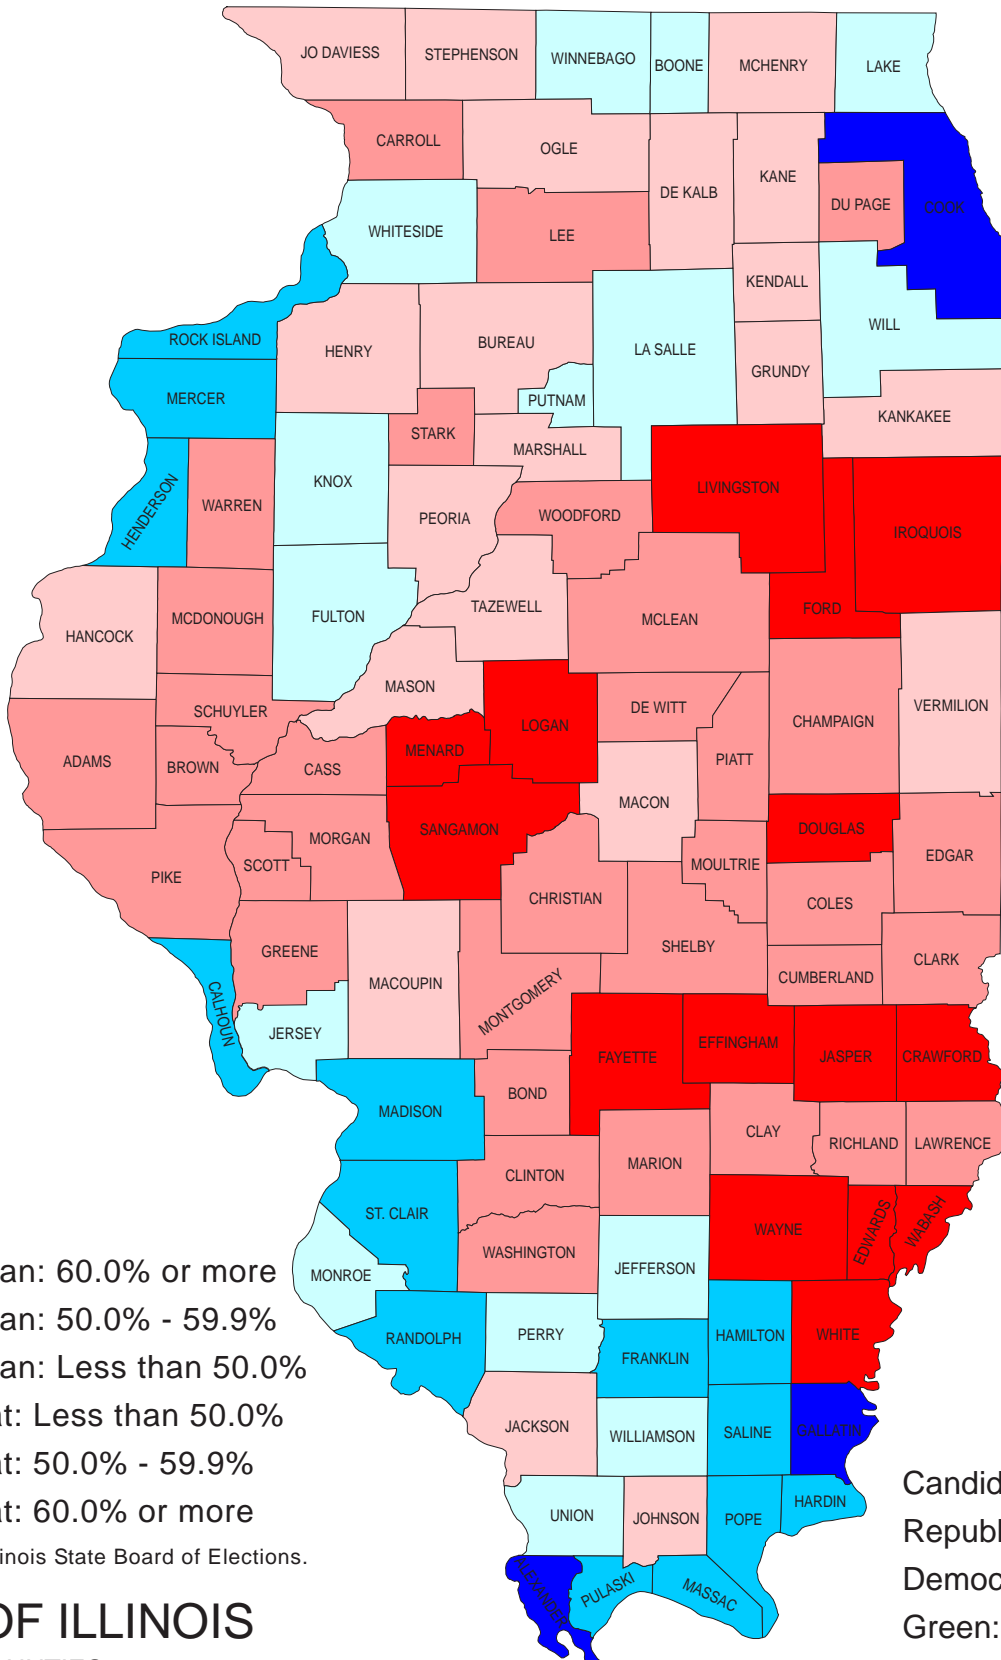 JO DAVIESS
STEPHENSON
WINNEBAGO
BOONE
MCHENRY
LAKE
CARROLL
OGLE
DE KALB
KANE
DU PAGE
COOK
WHITESIDE
LEE
KENDALL
ROCK ISLAND
HENRY
BUREAU
LA SALLE
WILL
GRUNDY
MERCER
PUTNAM
KANKAKEE
STARK
MARSHALL
KNOX
LIVINGSTON
HENDERSON
WARREN
PEORIA
WOODFORD
IROQUOIS
TAZEWELL
FORD
HANCOCK
MCDONOUGH
FULTON
MCLEAN
MASON
SCHUYLER
LOGAN
DE WITT
CHAMPAIGN
VERMILION
ADAMS
BROWN
CASS
MENARD
PIATT
MACON
SANGAMON
DOUGLAS
MORGAN
SCOTT
PIKE
MOULTRIE
EDGAR
CHRISTIAN
COLES
GREENE
SHELBY
CLARK
MACOUPIN
CUMBERLAND
MONTGOMERY
CALHOUN
JERSEY
FAYETTE
EFFINGHAM
JASPER
CRAWFORD
BOND
MADISON
CLAY
RICHLAND
LAWRENCE
MARION
CLINTON
ST. CLAIR
WAYNE
EDWARDS
WABASH
WASHINGTON
JEFFERSON
MONROE
RANDOLPH
PERRY
HAMILTON
WHITE
FRANKLIN
JACKSON
WILLIAMSON
SALINE
GALLATIN
UNION
JOHNSON
POPE
HARDIN
ALEXANDER
PULASKI
MASSAC
an: 60.0% or more
an: 50.0% - 59.9%
an: Less than 50.0%
at: Less than 50.0%
at: 50.0% - 59.9%
at: 60.0% or more
linois State Board of Elections.
OF ILLINOIS
Candid
Republ
Democ
Green: